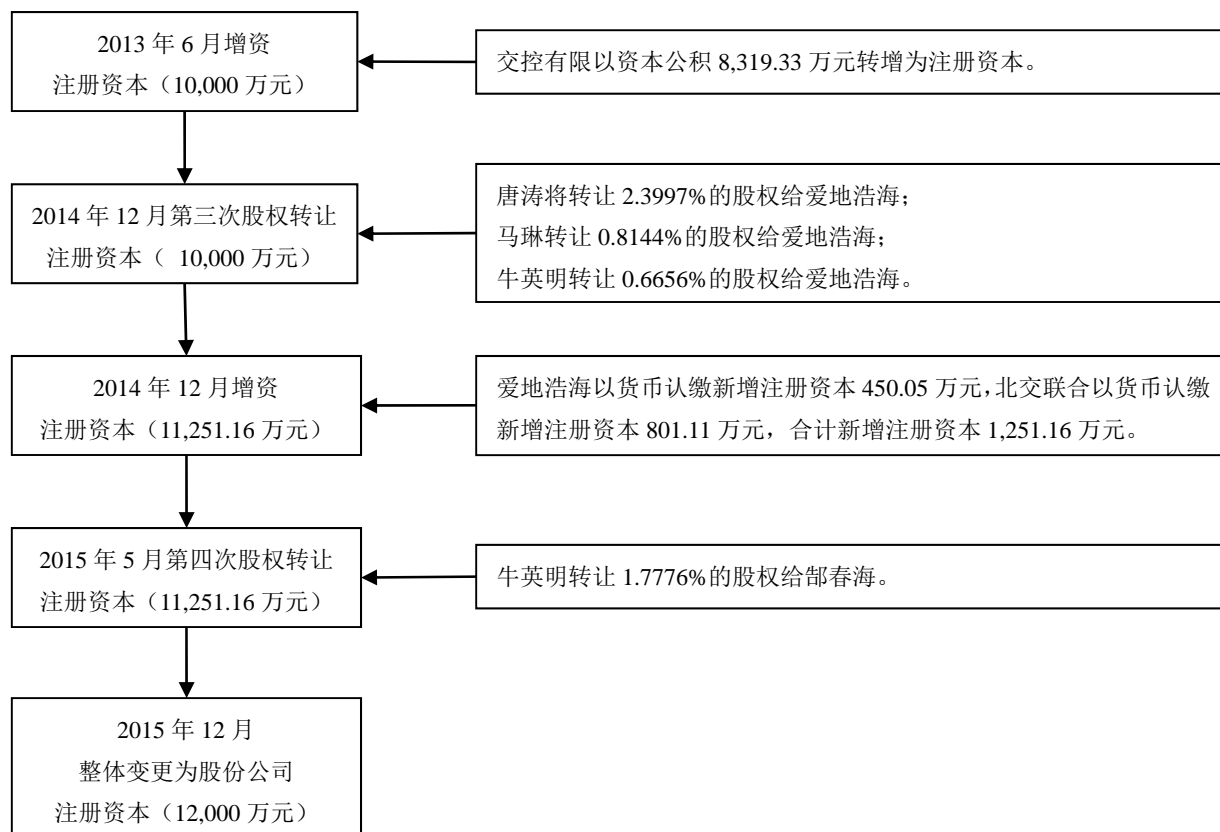 2013 年 6 月增资
注册资本（10,000 万元）
交控有限以资本公积 8,319.33 万元转增为注册资本。
2014 年 12 月第三次股权转让
注册资本（ 10,000 万元）
唐涛将转让 2.3997%的股权给爱地浩海；
马琳转让 0.8144%的股权给爱地浩海；
牛英明转让 0.6656%的股权给爱地浩海。
2014 年 12 月增资
注册资本（11,251.16 万元）
爱地浩海以货币认缴新增注册资本 450.05 万元，北交联合以货币认缴
新增注册资本 801.11 万元，合计新增注册资本 1,251.16 万元。
2015 年 5 月第四次股权转让
注册资本（11,251.16 万元）
牛英明转让 1.7776%的股权给郜春海。
2015 年 12 月
整体变更为股份公司
注册资本（12,000 万元）